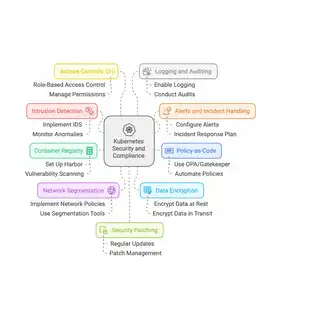 Access Controls
Role-Based Access Control
Manage Permissions
Intrusion Detection
Implement IDS
Monitor Anomalies
Container Registry
Set Up Harbor
Vulnerability Scanning
Network Segmentation
Implement Network Policies
Use Segmentation Tools
Kubernetes
Security and
Compliance
Logging and Auditing
Enable Logging
Conduct Audits
Alerts and Incident Handling
Configure Alerts
Incident Response Plan
Policy-as-Code
Use OPA/Gatekeeper
Automate Policies
Data Encryption
Encrypt Data at Rest
Encrypt Data in Transit
Security Patching
Regular Updates
Patch Management